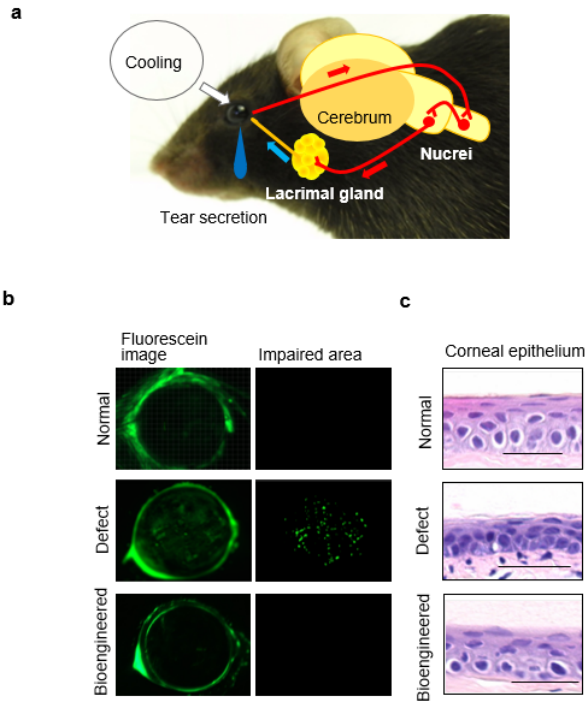 a
Cooling
Cerebrum
Nucrei
Lacrimal gland
Tear secretion
b
Fluorescein
image
Impaired area
Normal
Defect
Bioengineered
c
Corneal epithelium
Normal
Defect
Bioengineered